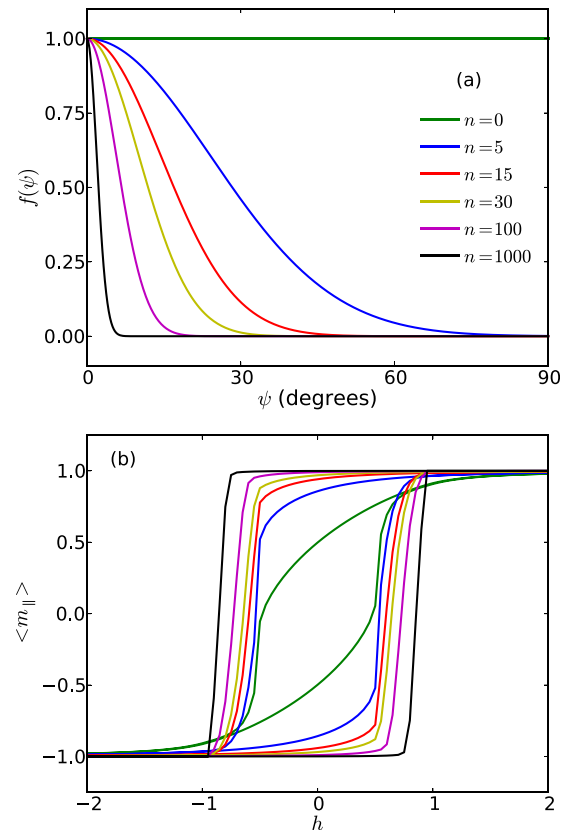 1.00
0.75
0.50
0.25
0.00
f(ψ)
(a)
n=0
n=5
n=15
n=30
n=100
n=1000
0 30 60 90
ψ (degrees)
(b)
1.0
0.5
0.0
−0.5
−1.0
<m∥>
−2 −1 0 1 2
h